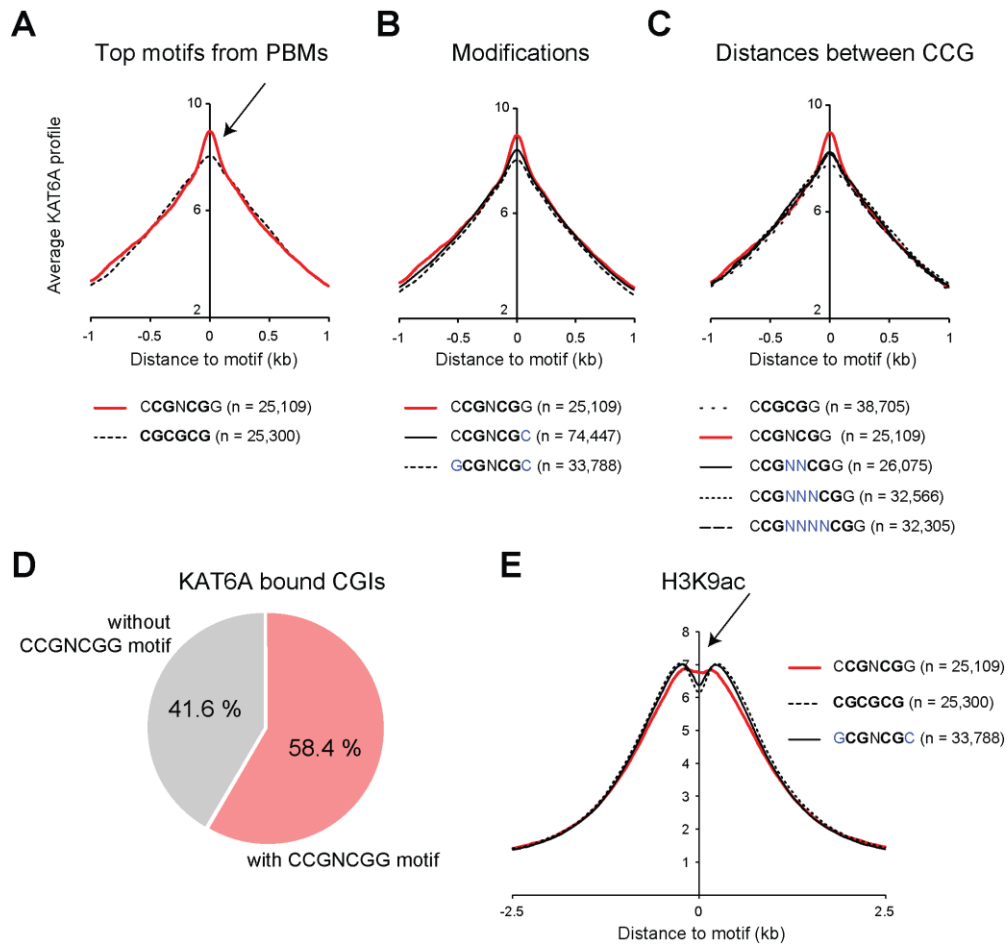 A
Top motifs from PBMs
Average KAT6A profile
10
6
2
-1
-0.5
0
0.5
1
Distance to motif (kb)
CCGNCGG (n = 25,109)
CGCGCG (n = 25,300)
B
Modifications
10
6
2
-1
-0.5
0
0.5
1
Distance to motif (kb)
CCGNCGG (n = 25,109)
CCGNCGC (n = 74,447)
GCGNCGC (n = 33,788)
C
Distances between CCG
10
6
2
-1
-0.5
0
0.5
1
Distance to motif (kb)
CCGCGG (n = 38,705)
CCGNCGG (n = 25,109)
CCGNNCGG (n = 26,075)
CCGNNNCGG (n = 32,566)
CCGNNNNCGG (n = 32,305)
D
KAT6A bound CGIs
without
CCGNCGG motif
41.6 %
58.4 %
with CCGNCGG motif
E
H3K9ac
8
7
6
5
4
3
2
1
-2.5
0
2.5
Distance to motif (kb)
CCGNCGG (n = 25,109)
CGCGCG (n = 25,300)
GCGNCGC (n = 33,788)